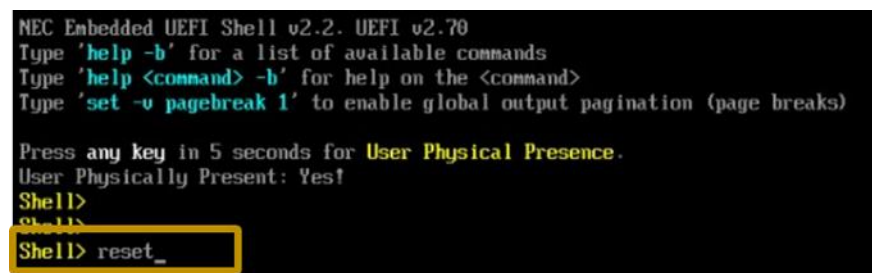 NEC Embedded UEFI Shell v2.2. UEFI v2.70
Type 'help -b' for a list of available commands
Type 'help <command> -b' for help on the <command>
Type 'set -v pagebreak 1' to enable global output pagination (page breaks)
Press any key in 5 seconds for User Physical Presence.
User Physically Present: Yes!
Shell>
Shell>
Shell> reset_